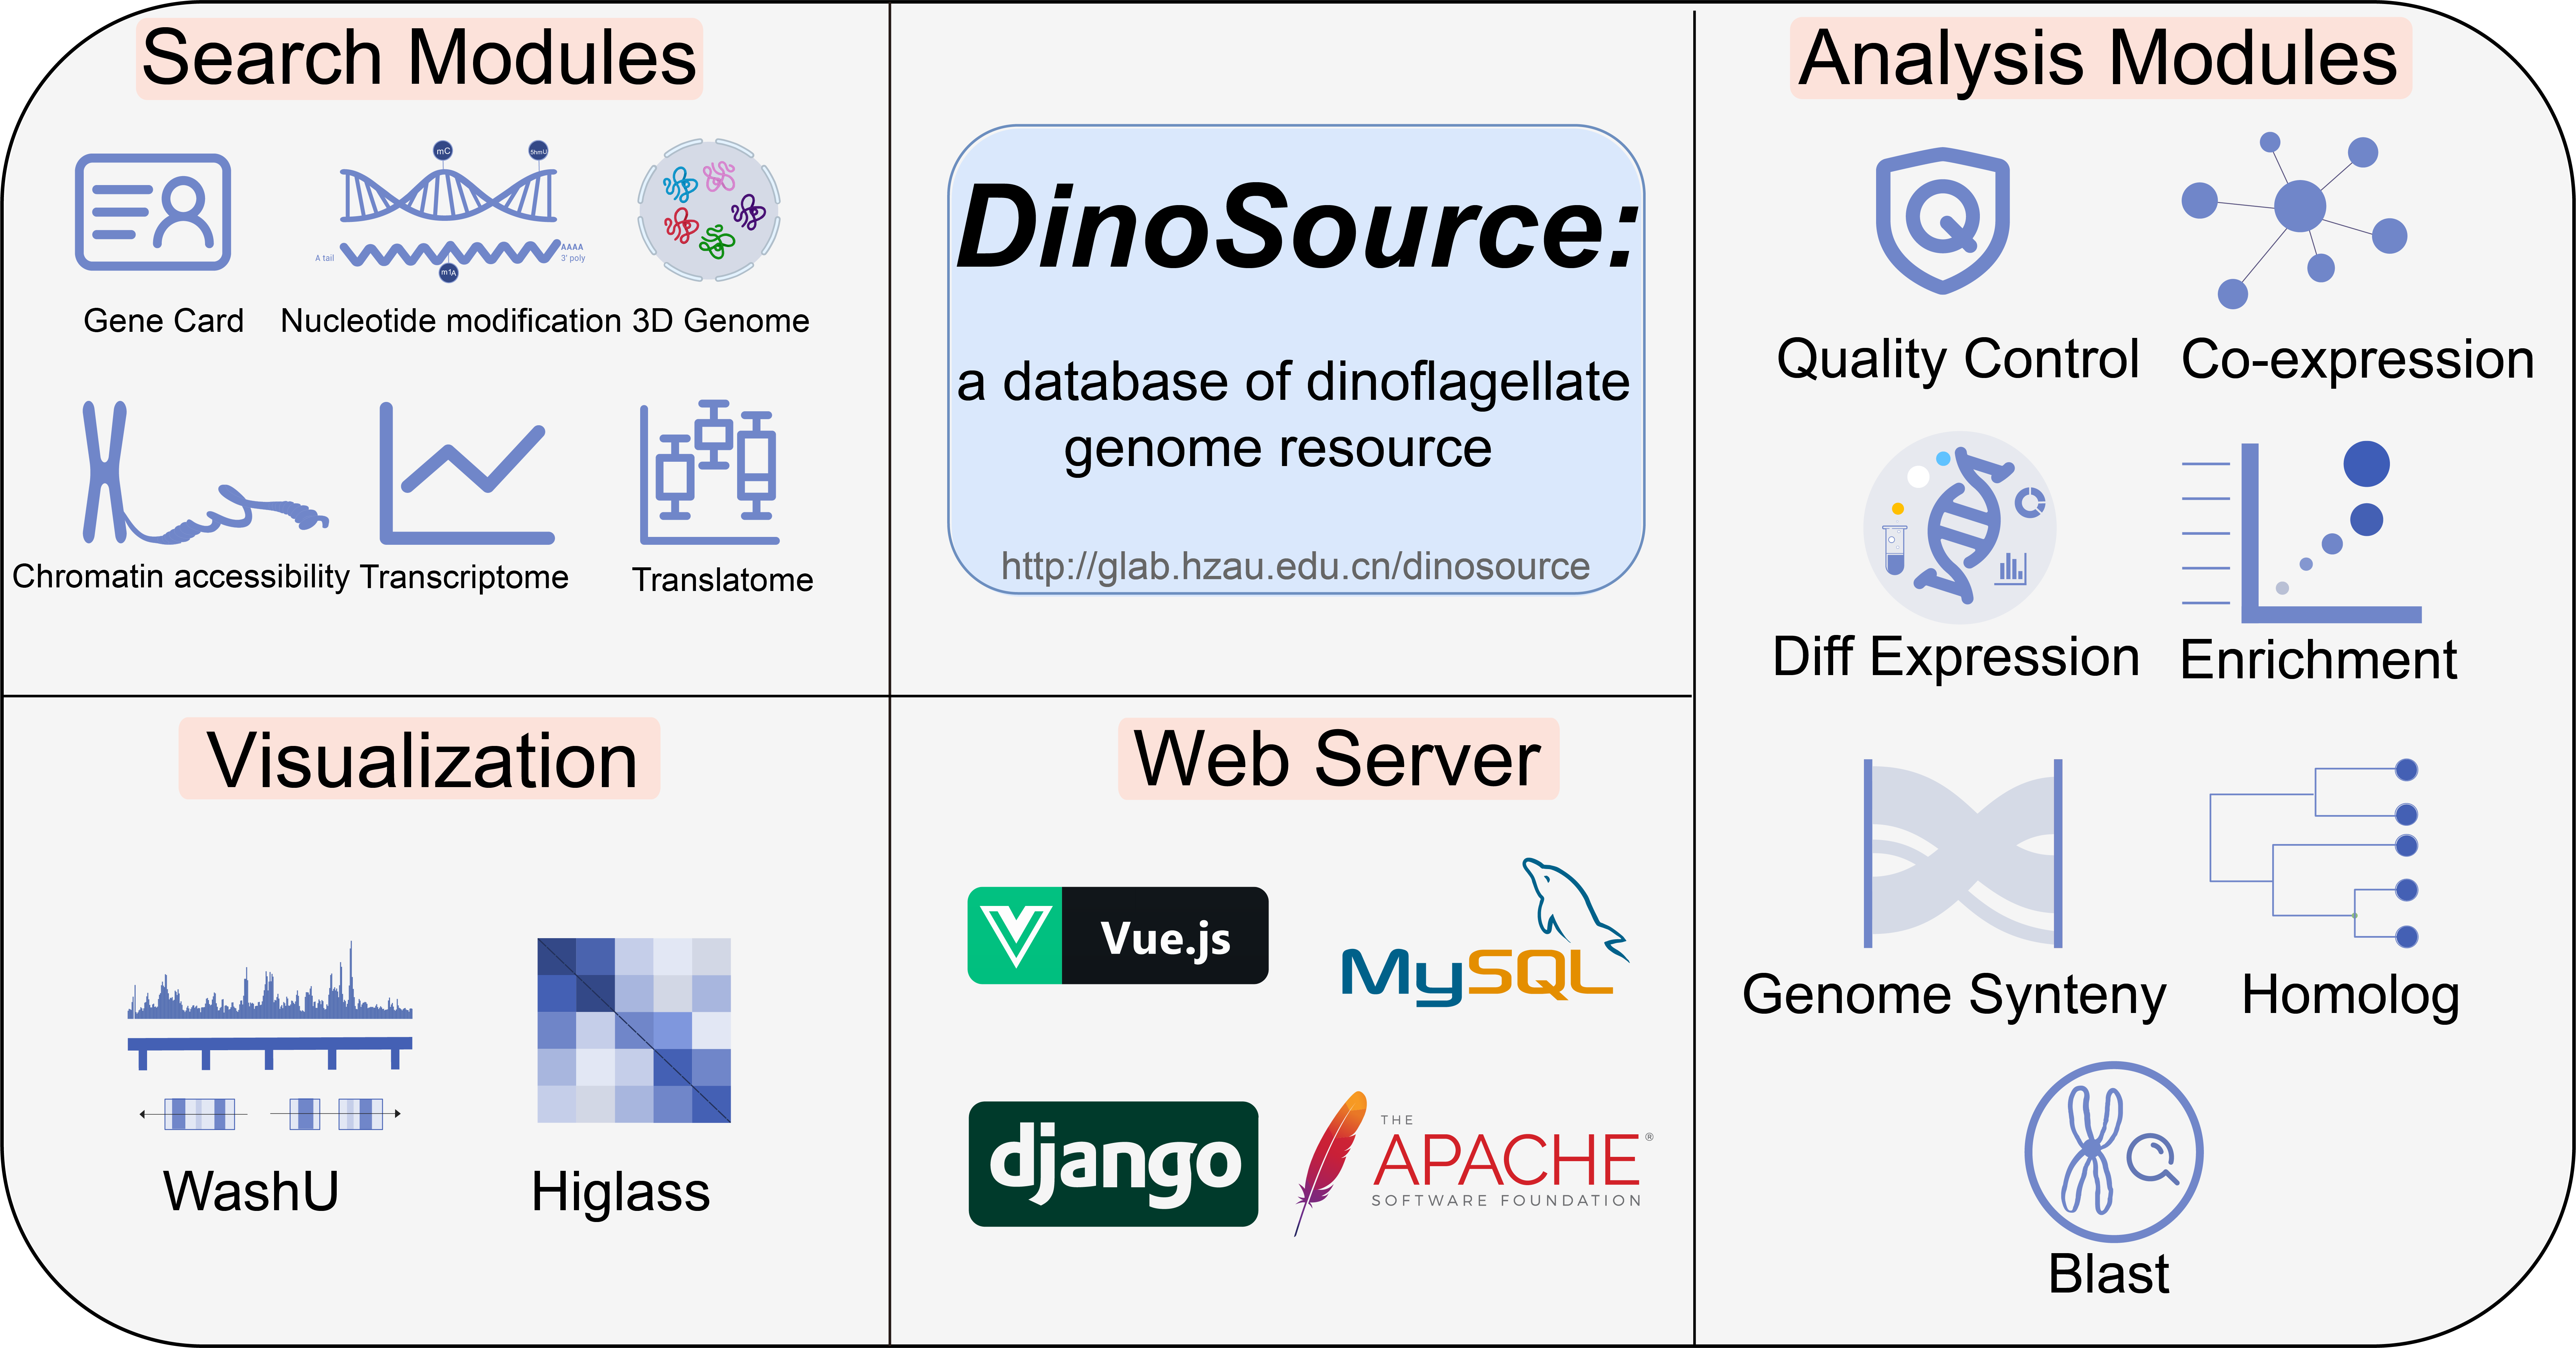 Search Modules
mC
5hmU
A tail
AAAA
3' poly
m1A
Gene Card
Nucleotide modification
3D Genome
Chromatin accessibility
Transcriptome
Translatome
DinoSource:
a database of dinoflagellate
genome resource
http://glab.hzau.edu.cn/dinosource
Analysis Modules
Q
Quality Control
Co-expression
Diff Expression
Enrichment
Genome Synteny
Homolog
Blast
Visualization
WashU
Higlass
Web Server
Vue.js
MySQL
django
THE
APACHE®
SOFTWARE FOUNDATION